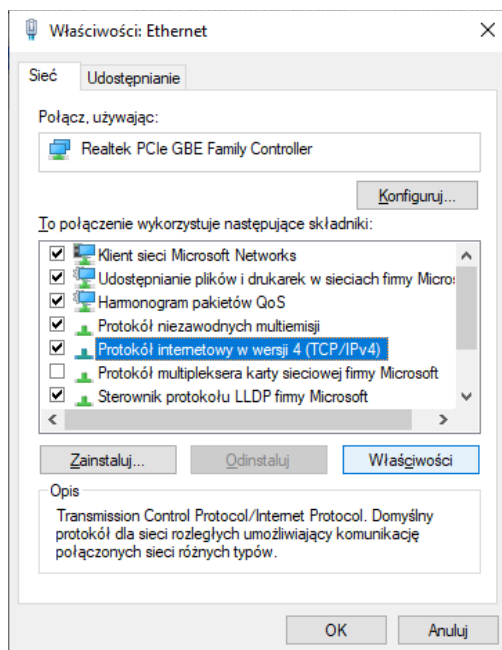 Właściwości: Ethernet
Sieć
Udostępnianie
Połącz, używając:
Realtek PCIe GBE Family Controller
Konfiguruj...
To połączenie wykorzystuje następujące składniki:
Klient sieci Microsoft Networks
Udostępnianie plików i drukarek w sieciach firmy Micros
Harmonogram pakietów QoS
Protokół niezawodnych multiemisji
Protokół internetowy w wersji 4 (TCP/IPv4)
Protokół multipleksera karty sieciowej firmy Microsoft
Sterownik protokołu LLDP firmy Microsoft
Zainstaluj...
Odinstaluj
Właściwości
Opis
Transmission Control Protocol/Internet Protocol. Domyślny
protokół dla sieci rozległych umożliwiający komunikację
połączonych sieci różnych typów.
OK
Anuluj